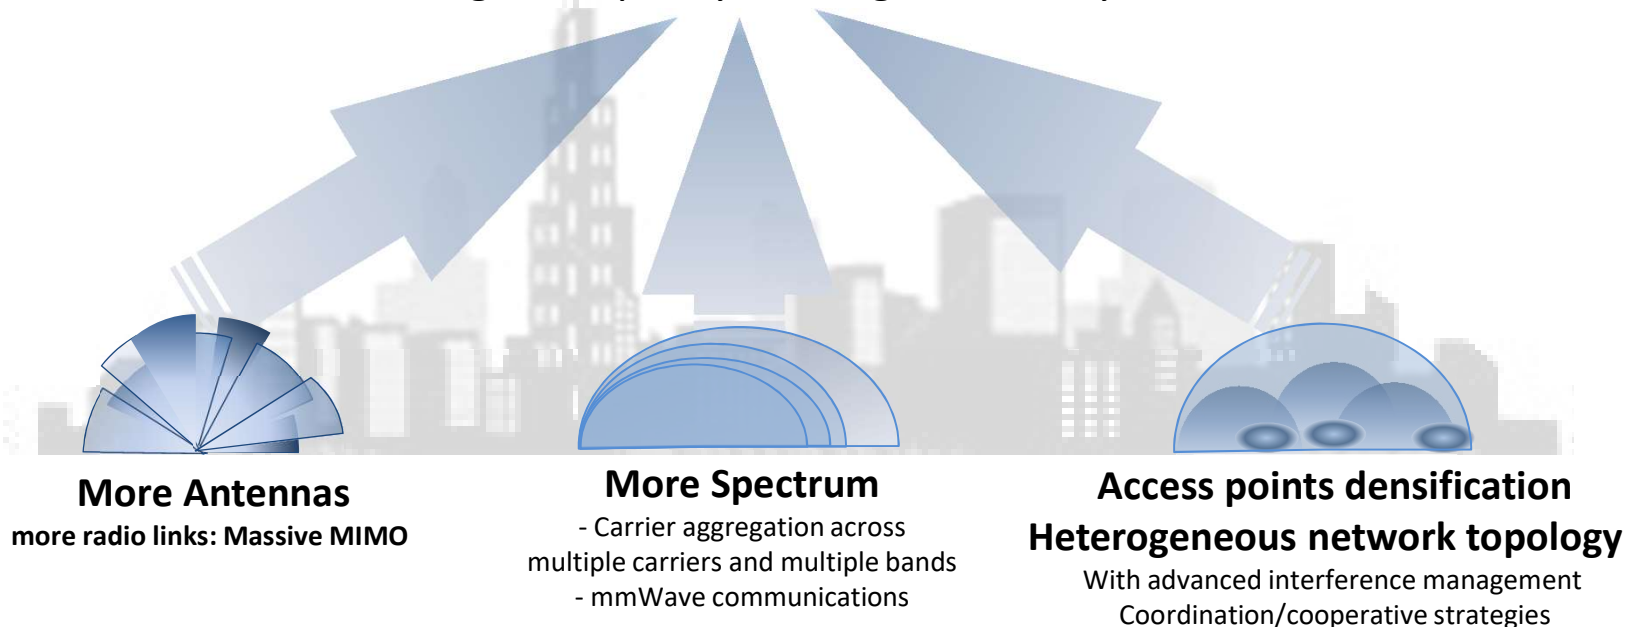 More Antennas
more radio links: Massive MIMO
More Spectrum
- Carrier aggregation across
multiple carriers and multiple bands
- mmWave communications
Access points densification
Heterogeneous network topology
With advanced interference management
Coordination/cooperative strategies